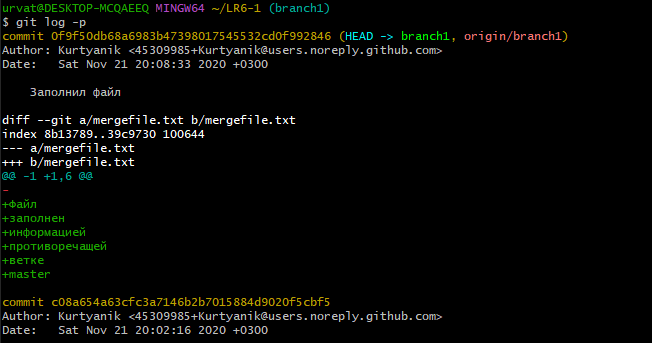 urvat@DESKTOP-MCQAEEQ MINGW64 ~/LR6-1 (branch1)
$ git log -p
commit 0f9f50db68a6983b47398017545532cd0f992846 (HEAD -> branch1, origin/branch1)
Author: Kurtyanik <45309985+Kurtyanik@users.noreply.github.com>
Date:   Sat Nov 21 20:08:33 2020 +0300

    Заполнил файл

diff --git a/mergefile.txt b/mergefile.txt
index 8b13789..39c9730 100644
--- a/mergefile.txt
+++ b/mergefile.txt
@@ -1 +1,6 @@
-
+Файл
+заполнен
+информацией
+противоречащей
+ветке
+master

commit c08a654a63cfc3a7146b2b7015884d9020f5cbf5
Author: Kurtyanik <45309985+Kurtyanik@users.noreply.github.com>
Date:   Sat Nov 21 20:02:16 2020 +0300